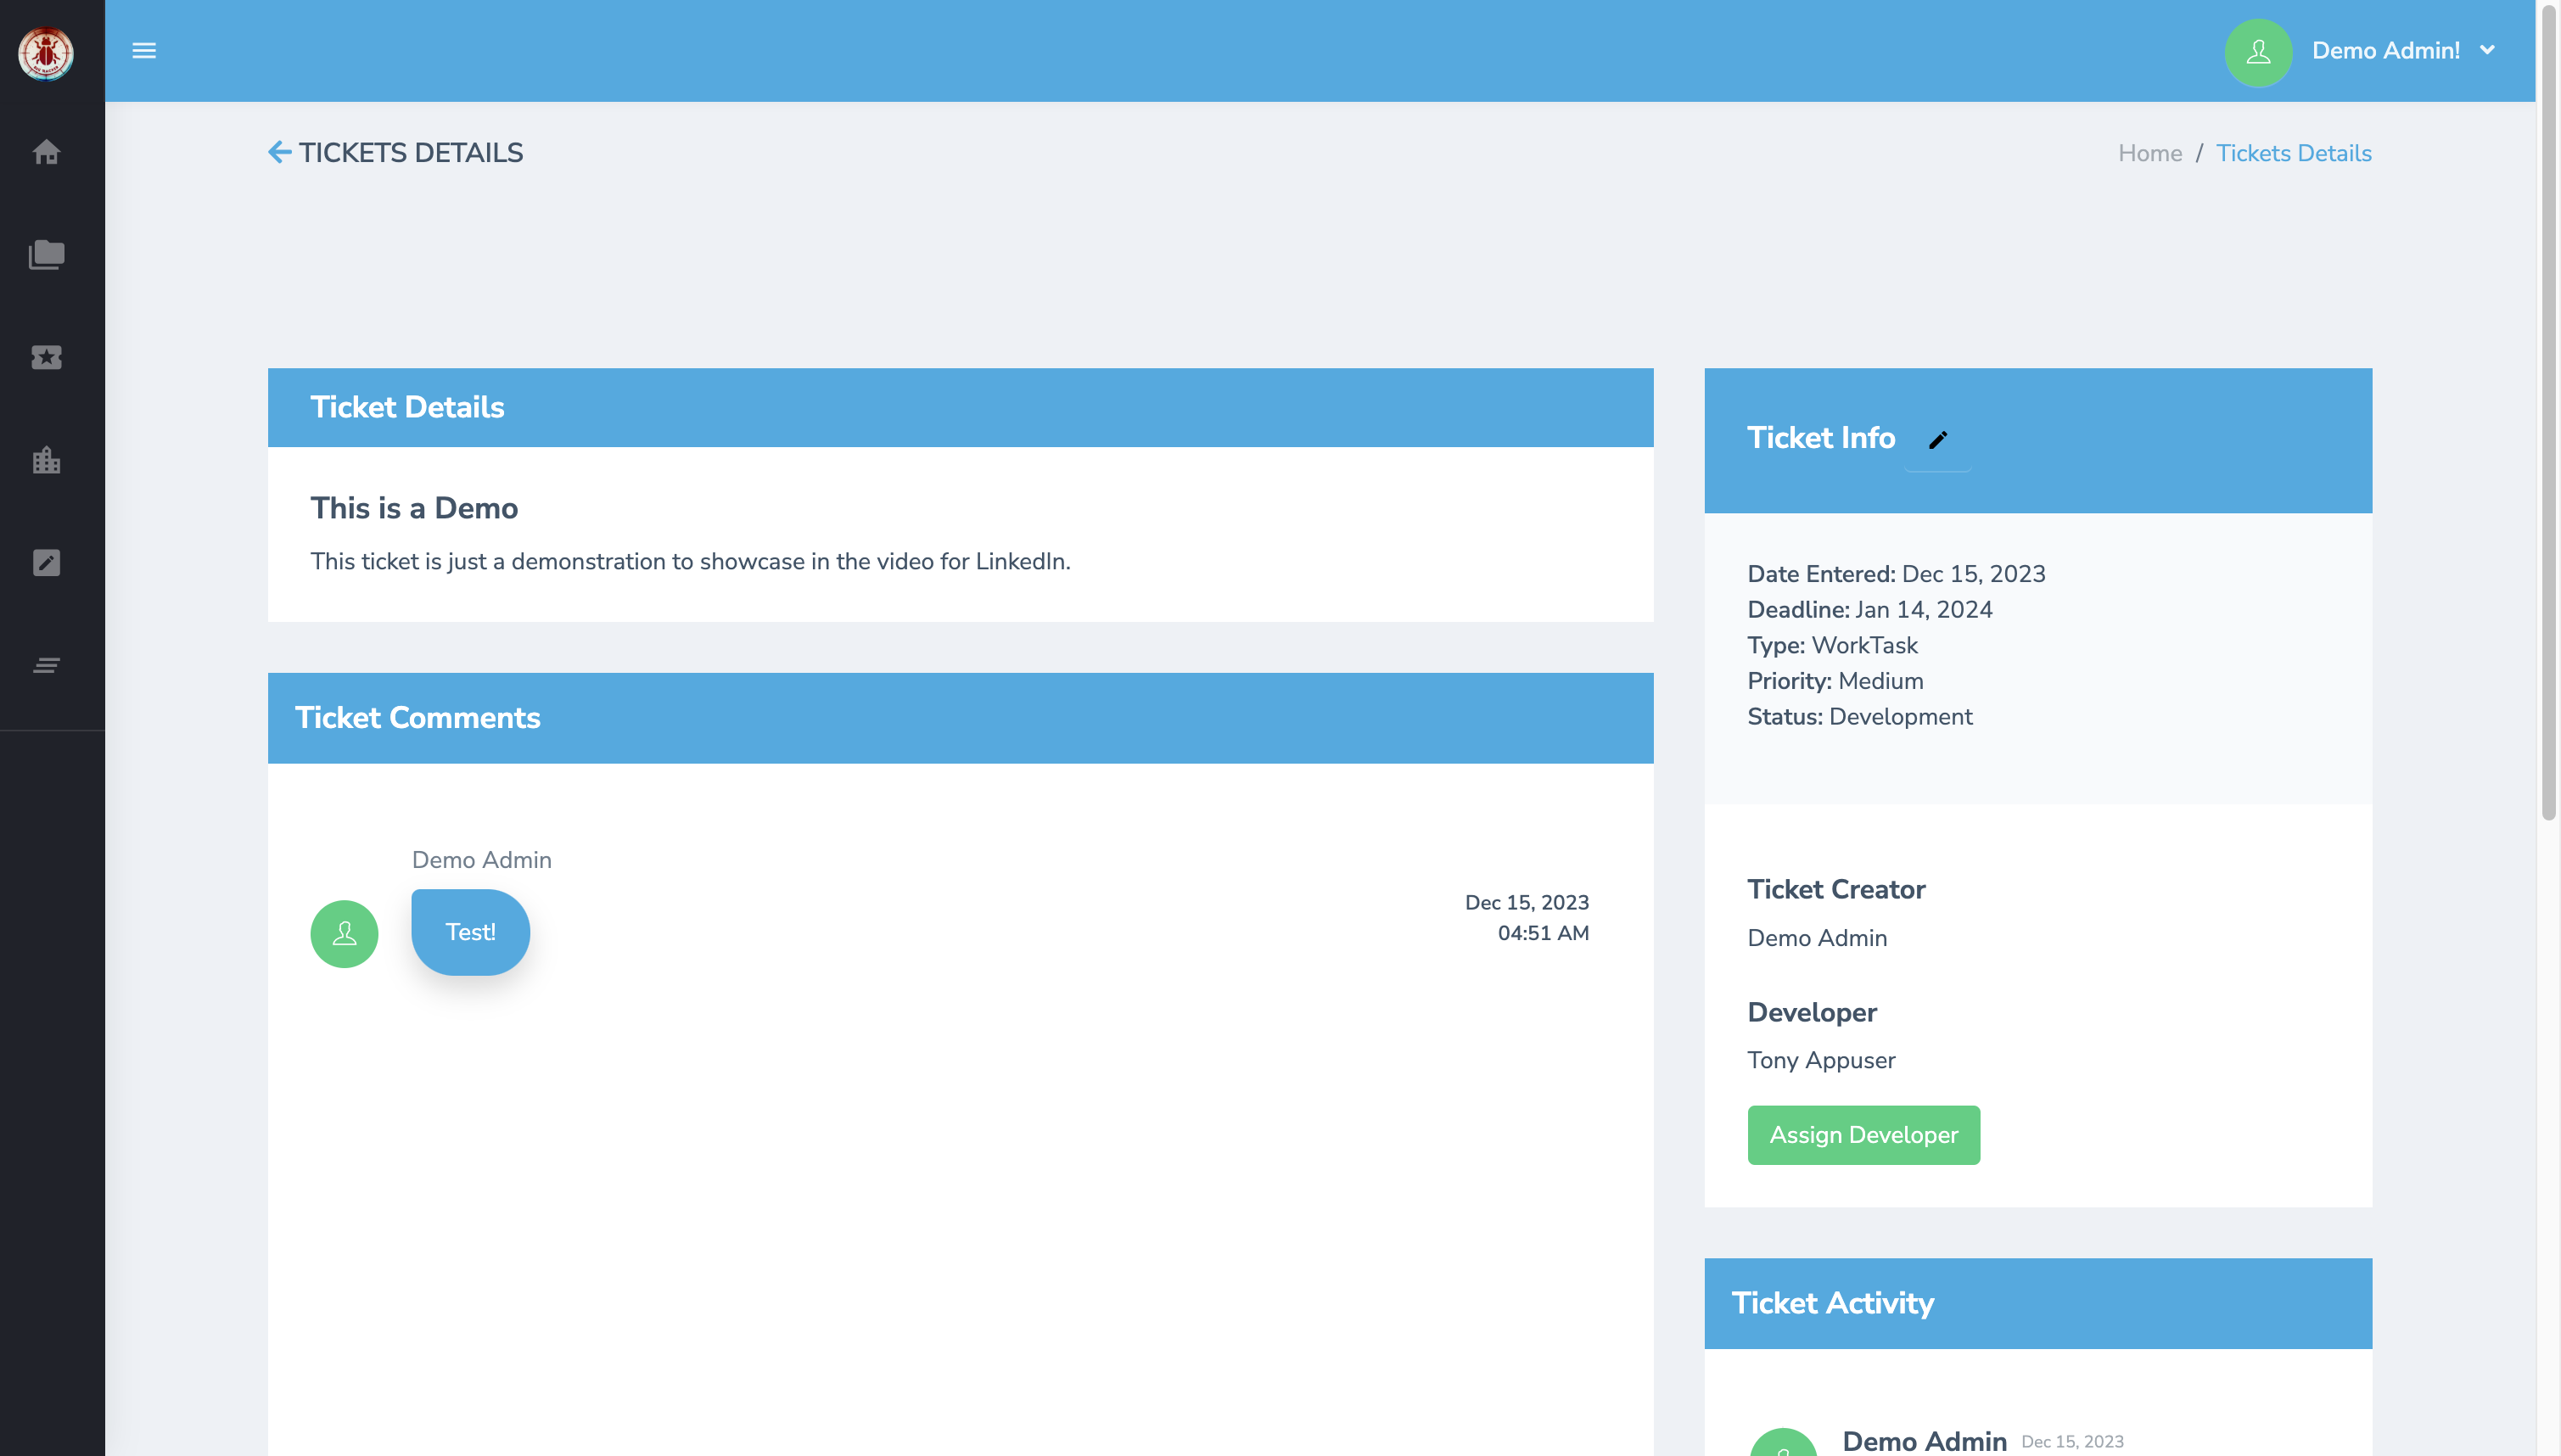 Demo Admin!
TICKETS DETAILS
Home / Tickets Details
Ticket Details
This is a Demo
This ticket is just a demonstration to showcase in the video for LinkedIn.
Ticket Comments
Demo Admin
Test!
Dec 15, 2023
04:51 AM
Ticket Info
Date Entered: Dec 15, 2023
Deadline: Jan 14, 2024
Type: WorkTask
Priority: Medium
Status: Development
Ticket Creator
Demo Admin
Developer
Tony Appuser
Assign Developer
Ticket Activity
Demo Admin Dec 15, 2023